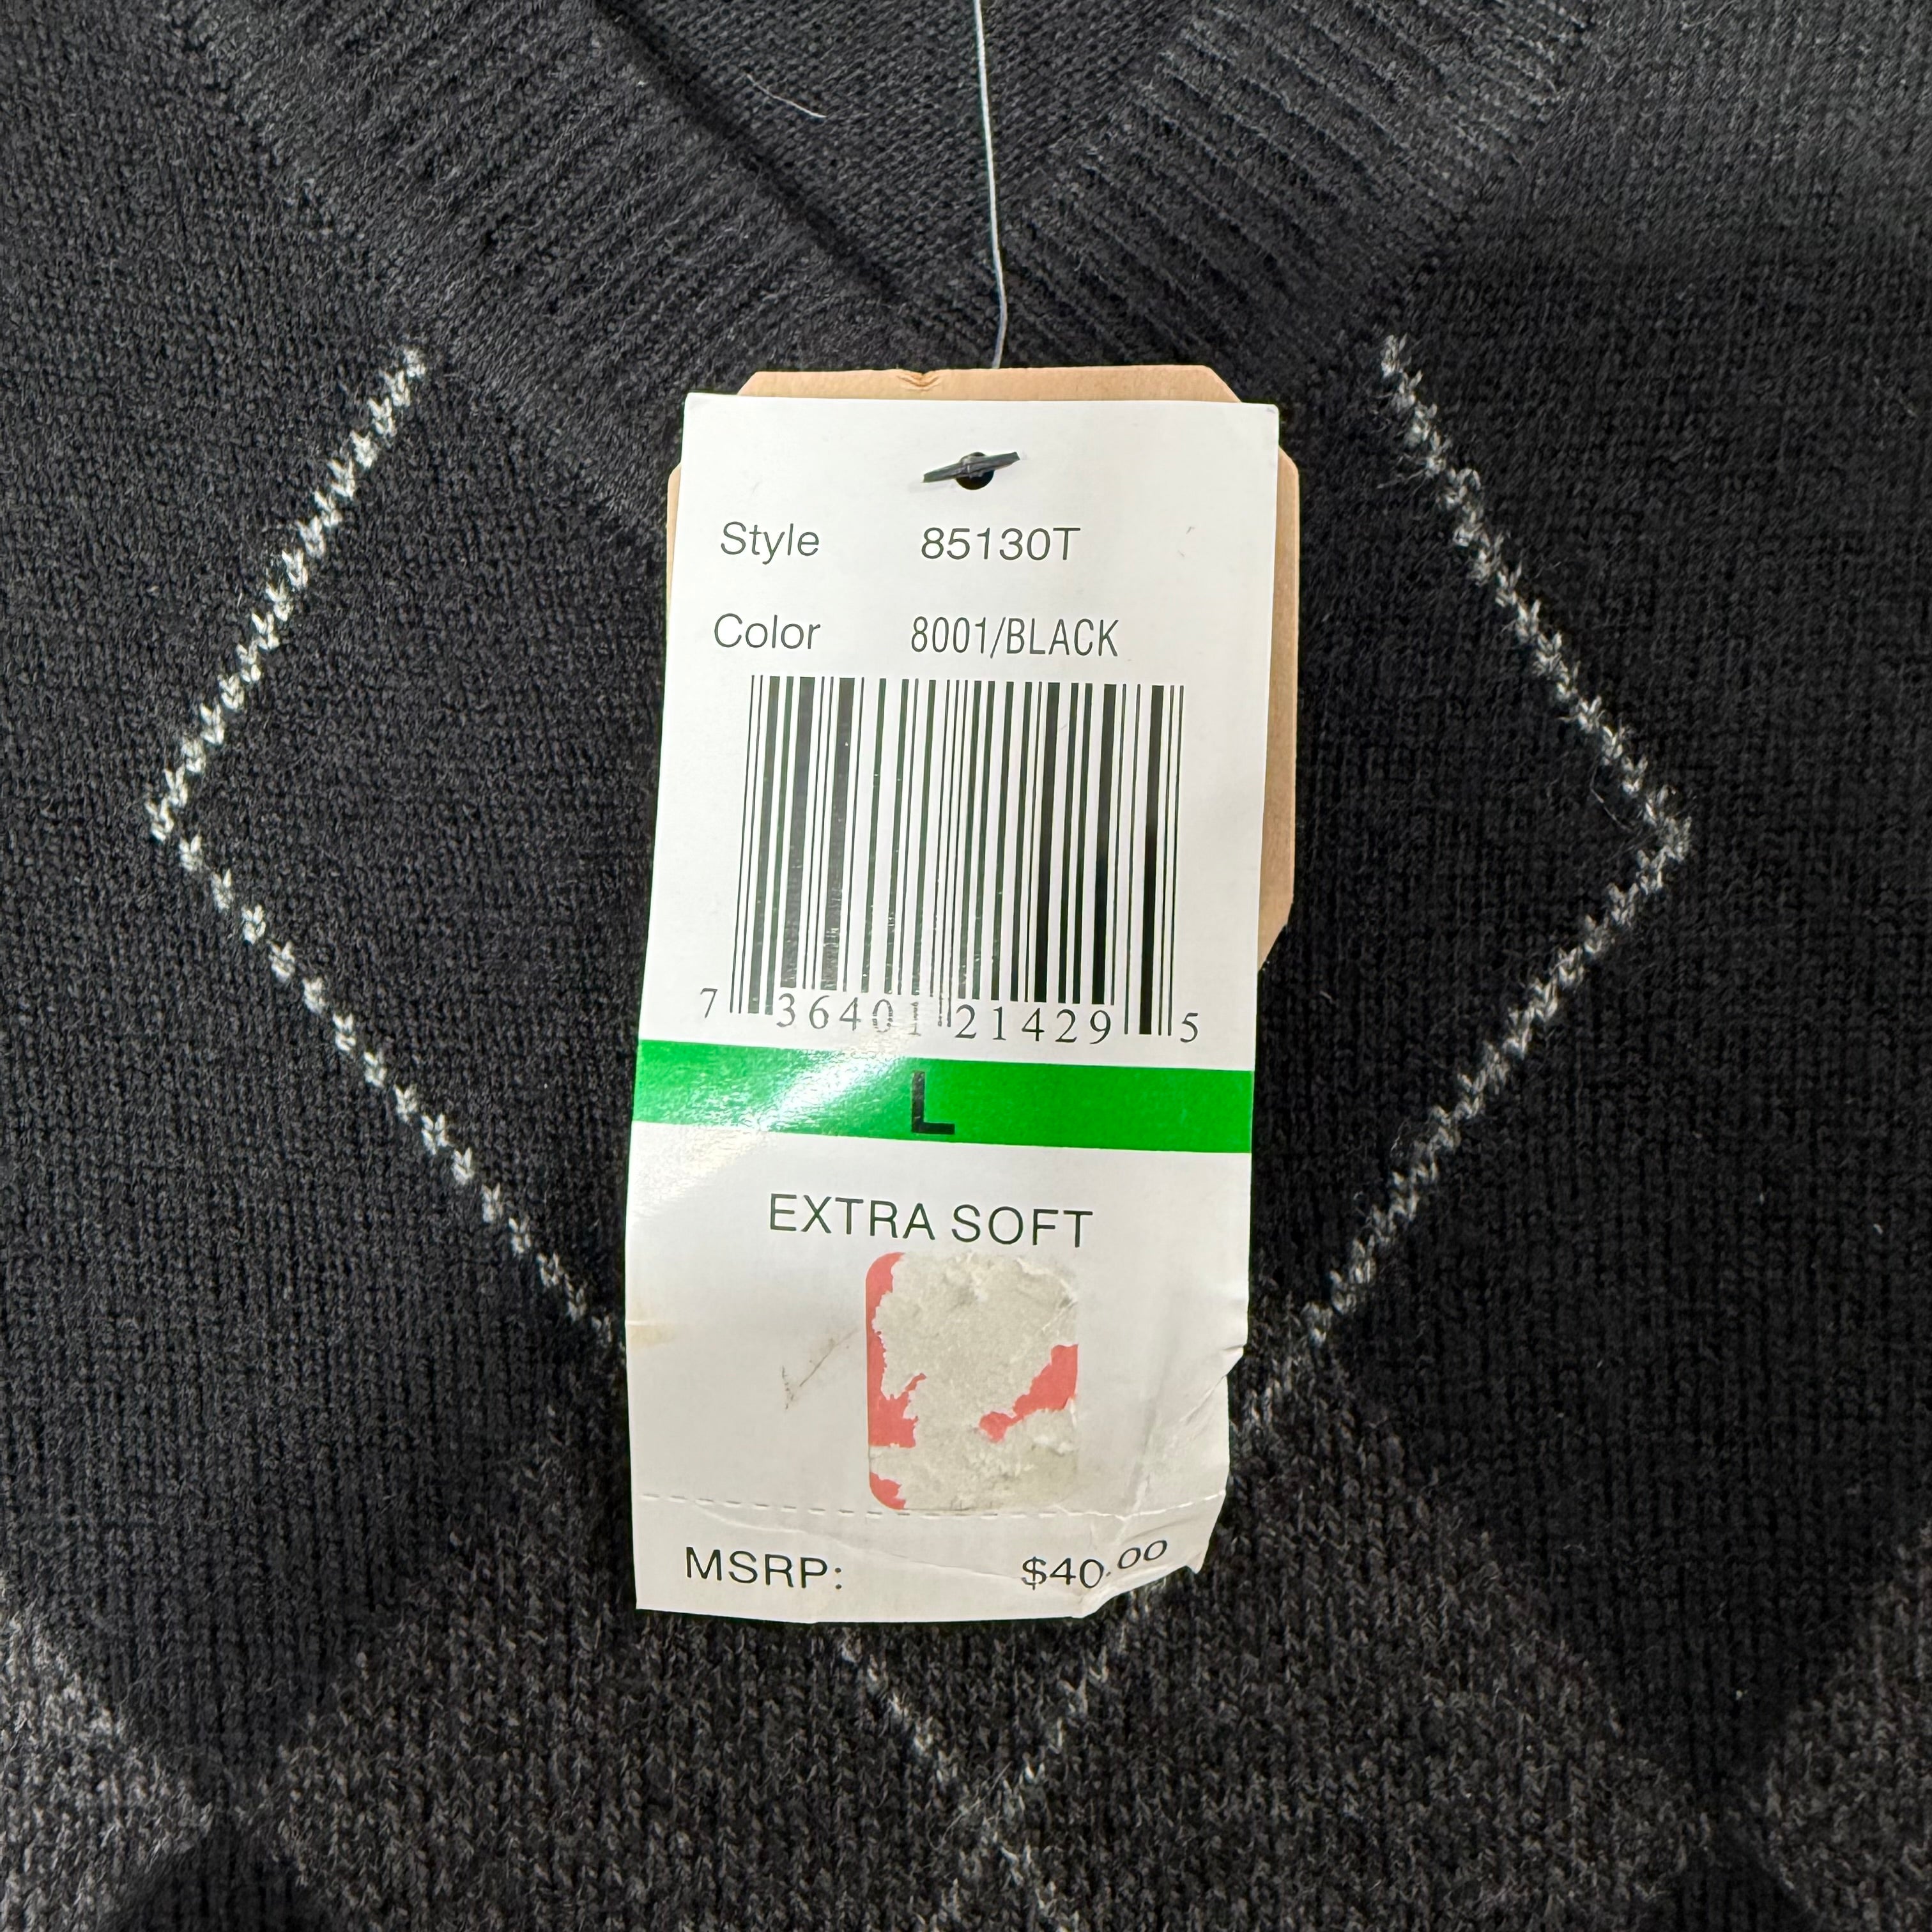 Style 85130T
Color 8001/BLACK
7 36401 21429 5
L
EXTRA SOFT
MSRP: $40.00